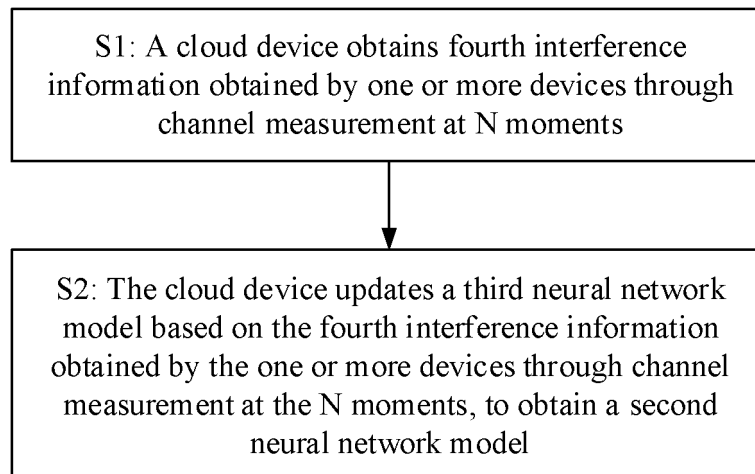 S1: A cloud device obtains fourth interference
information obtained by one or more devices through
channel measurement at N moments
S2: The cloud device updates a third neural network
model based on the fourth interference information
obtained by the one or more devices through channel
measurement at the N moments, to obtain a second
neural network model